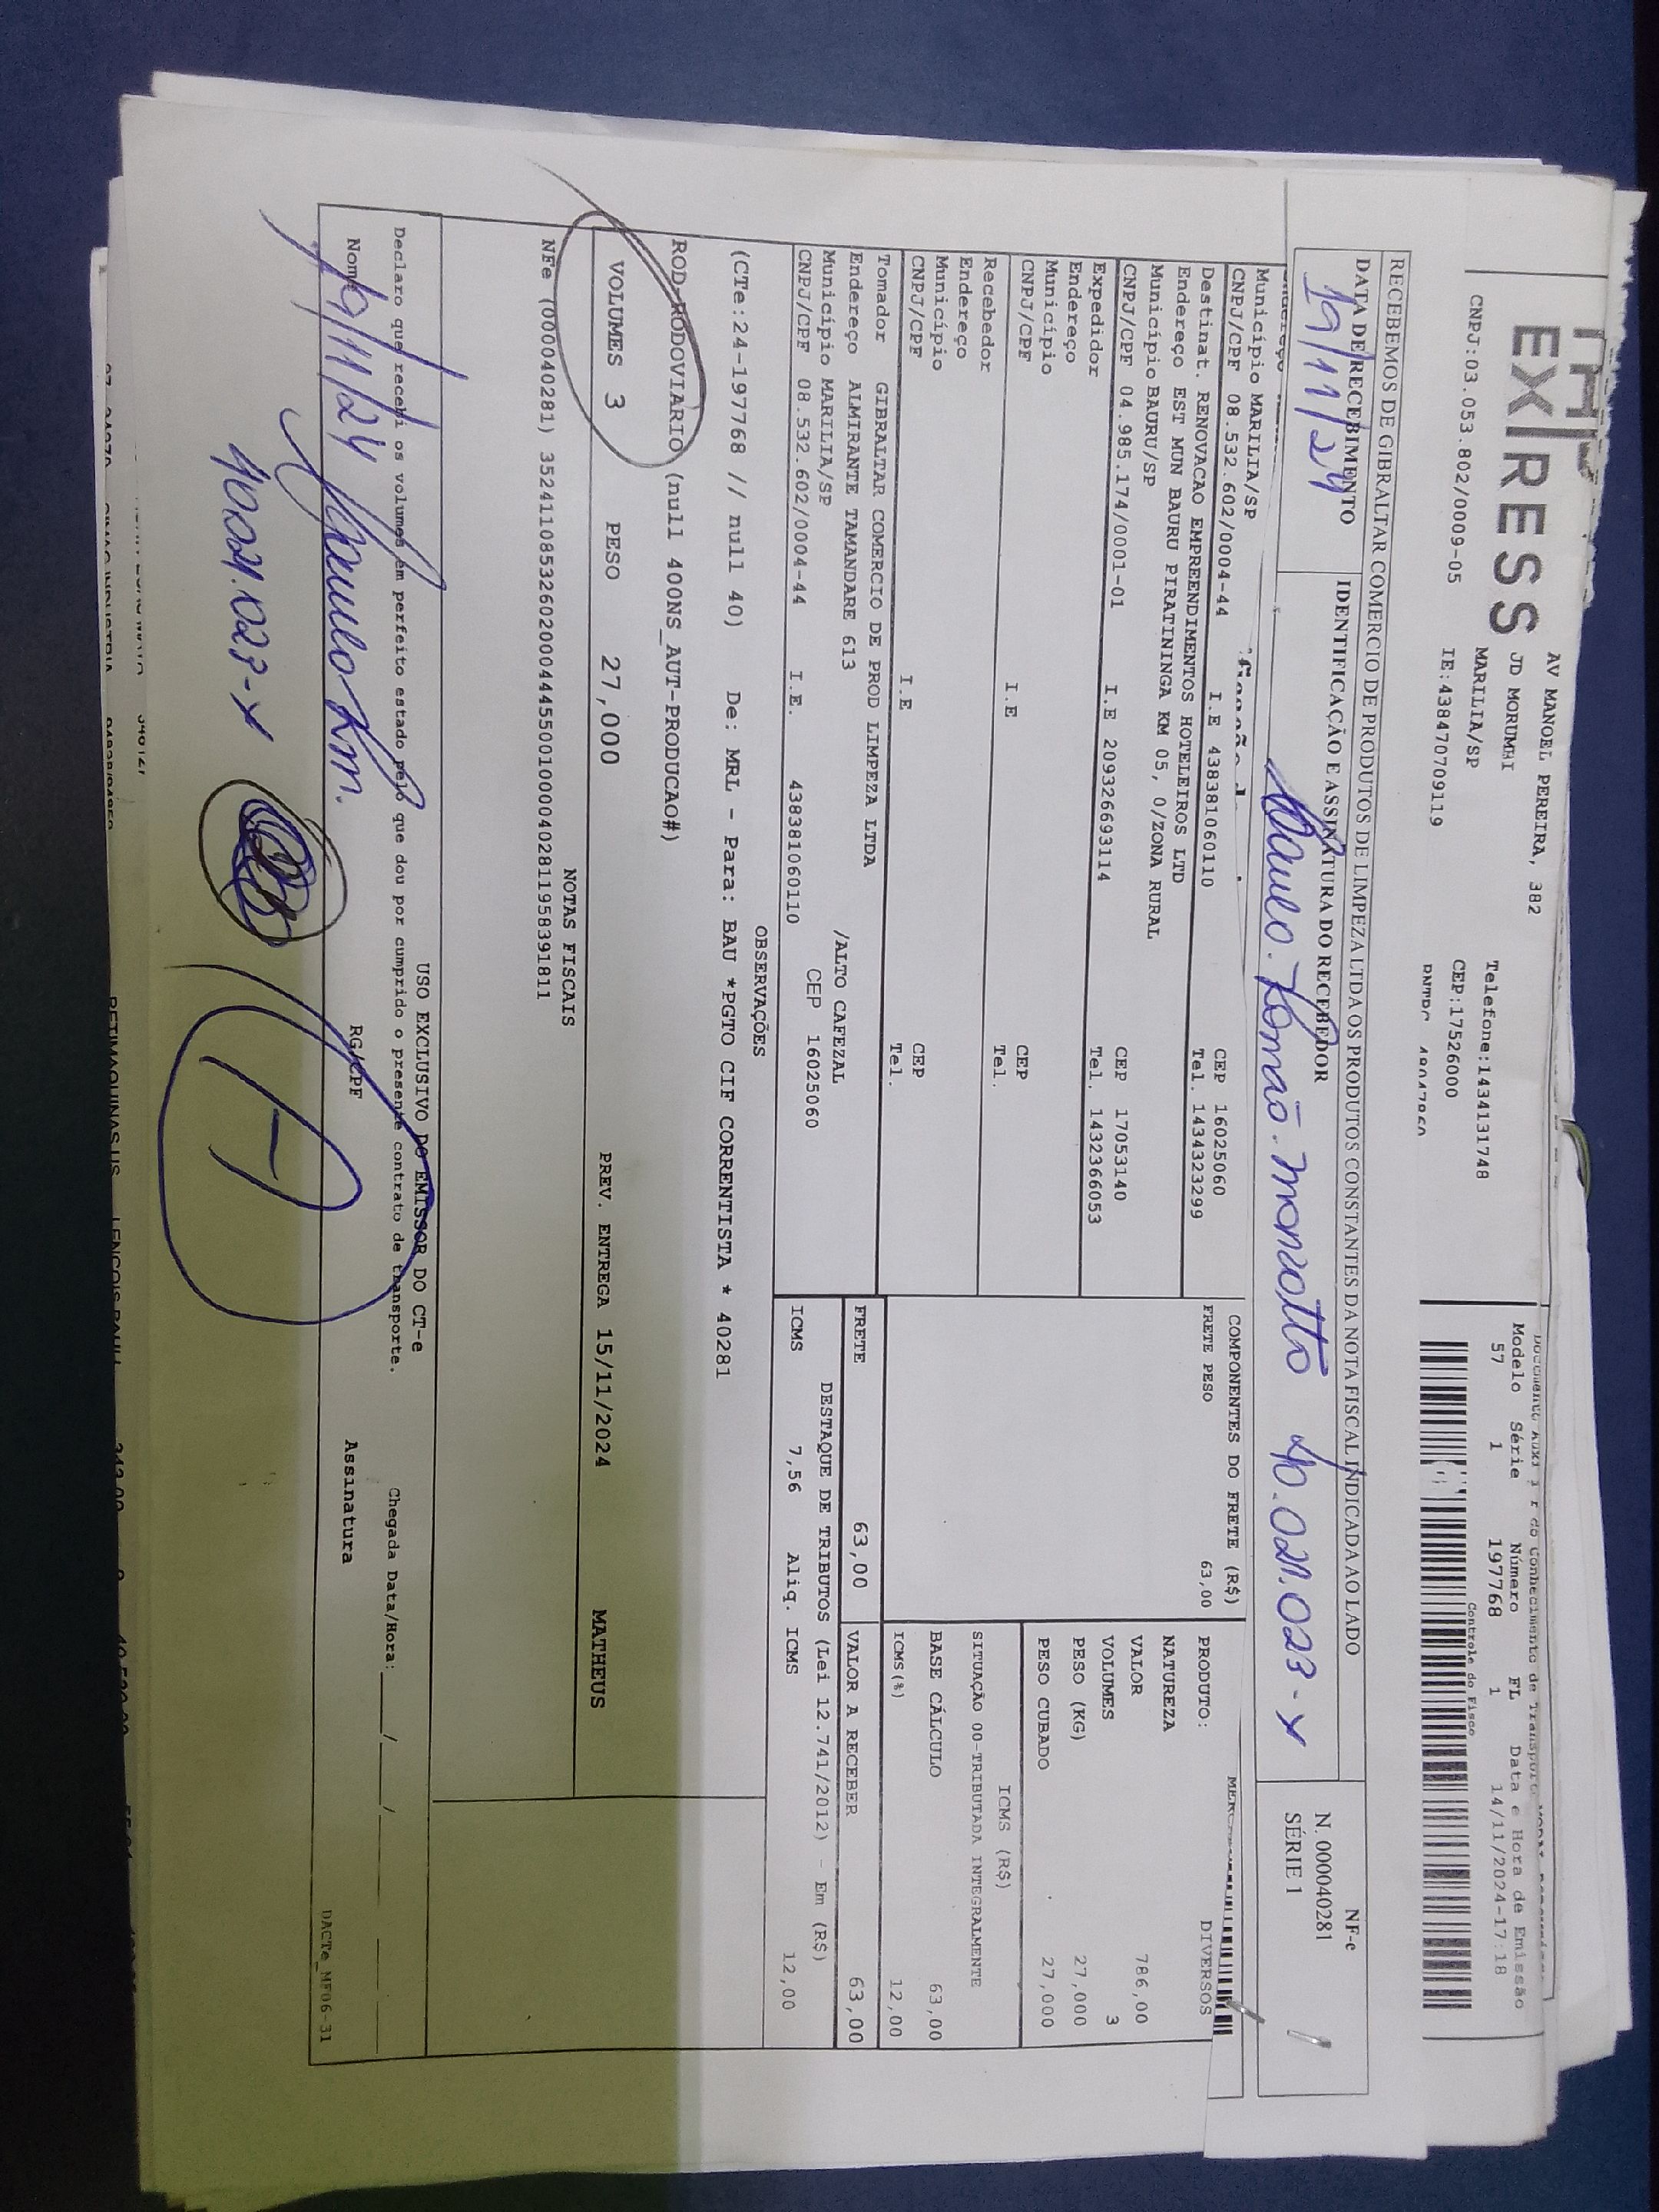 EXPRESS
AV MANOEL PEREIRA, 382
JD MORUMBI
MARILIA/SP
Telefone:1434131748
CEP:17526000
CNPJ:03.053.802/0009-05 IE:438470709119
Modelo Série Número FL Data e Hora de Emissão
57 1 197768 1 14/11/2024-17:18
Controle do Fisco
RECEBEMOS DE GIBRALTAR COMERCIO DE PRODUTOS DE LIMPEZA LTDA OS PRODUTOS CONSTANTES DA NOTA FISCAL INDICADA AO LADO
DATA DE RECEBIMENTO IDENTIFICAÇÃO E ASSINATURA DO RECEBEDOR
19/11/24 40.021.023-x
NF-e
N. 000040281
SÉRIE 1
Município MARILIA/SP
CNPJ/CPF 08.532.602/0004-44 I.E 438381060110 CEP 16025060
Tel. 1434323299
Destinat. RENOVACAO EMPREENDIMENTOS HOTELEIROS LTD
Endereço EST MUN BAURU PIRATININGA KM 05, 0/ZONA RURAL
Município BAURU/SP CEP 17053140
CNPJ/CPF 04.985.174/0001-01 I.E 209326693114 Tel. 1432366053
Expedidor
Endereço
Município CEP
CNPJ/CPF I.E Tel.
Recebedor
Endereço
Município CEP
CNPJ/CPF I.E Tel.
Tomador GIBRALTAR COMERCIO DE PROD LIMPEZA LTDA
Endereço ALMIRANTE TAMANDARE 613 /ALTO CAFEZAL
Município MARILIA/SP CEP 16025060
CNPJ/CPF 08.532.602/0004-44 I.E. 438381060110
COMPONENTES DO FRETE (R$)
FRETE PESO 63,00
FRETE 63,00
PRODUTO: DIVERSOS
NATUREZA
VALOR 786,00
VOLUMES 3
PESO (KG) 27,000
PESO CUBADO 27,000
ICMS (R$)
SITUAÇÃO 00-TRIBUTADA INTEGRALMENTE
BASE CÁLCULO 63,00
ICMS(%) 12,00
VALOR A RECEBER 63,00
DESTAQUE DE TRIBUTOS (Lei 12.741/2012) - Em (R$)
ICMS 7,56 Aliq. ICMS 12,00
OBSERVAÇÕES
(CTe:24-197768 // null 40) De: MRL - Para: BAU *PGTO CIF CORRENTISTA * 40281
ROD-RODOVIARIO (null 400NS_AUT-PRODUCAO#)
VOLUMES 3 PESO 27,000 PREV. ENTREGA 15/11/2024 MATHEUS
NOTAS FISCAIS
NFe (000040281) 35241108532602000444550010000402811958391811
USO EXCLUSIVO DO EMISSOR DO CT-e
Declaro que recebi os volumes em perfeito estado pelo que dou por cumprido o presente contrato de transporte. Chegada Data/Hora: / /
Nome RG/CPF Assinatura
19/11/24
40021.023-x
DACTe_MF06-31